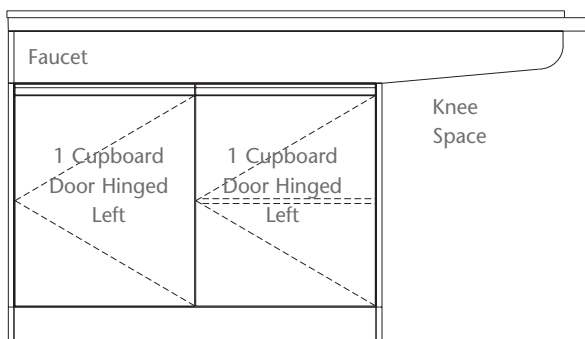 Faucet
Knee
Space
1 Cupboard
Door Hinged
Left
1 Cupboard
Door Hinged
Left